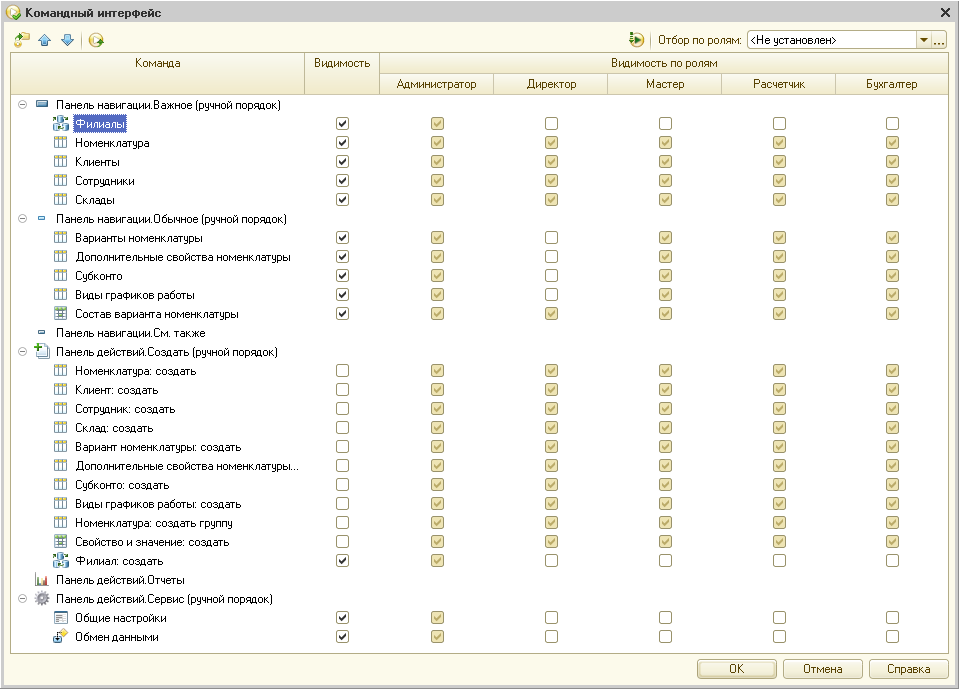 Командный интерфейс
Отбор по ролям: <Не установлен> ...
Команда Видимость Видимость по ролям
Администратор Директор Мастер Расчетчик Бухгалтер
Панель навигации.Важное (ручной порядок)
Филиалы
Номенклатура
Клиенты
Сотрудники
Склады
Панель навигации.Обычное (ручной порядок)
Варианты номенклатуры
Дополнительные свойства номенклатуры
Субконто
Виды графиков работы
Состав варианта номенклатуры
Панель навигации.См. также
Панель действий.Создать (ручной порядок)
Номенклатура: создать
Клиент: создать
Сотрудник: создать
Склад: создать
Вариант номенклатуры: создать
Дополнительные свойства номенклатуры...
Субконто: создать
Виды графиков работы: создать
Номенклатура: создать группу
Свойство и значение: создать
Филиал: создать
Панель действий.Отчеты
Панель действий.Сервис (ручной порядок)
Общие настройки
Обмен данными
OK Отмена Справка